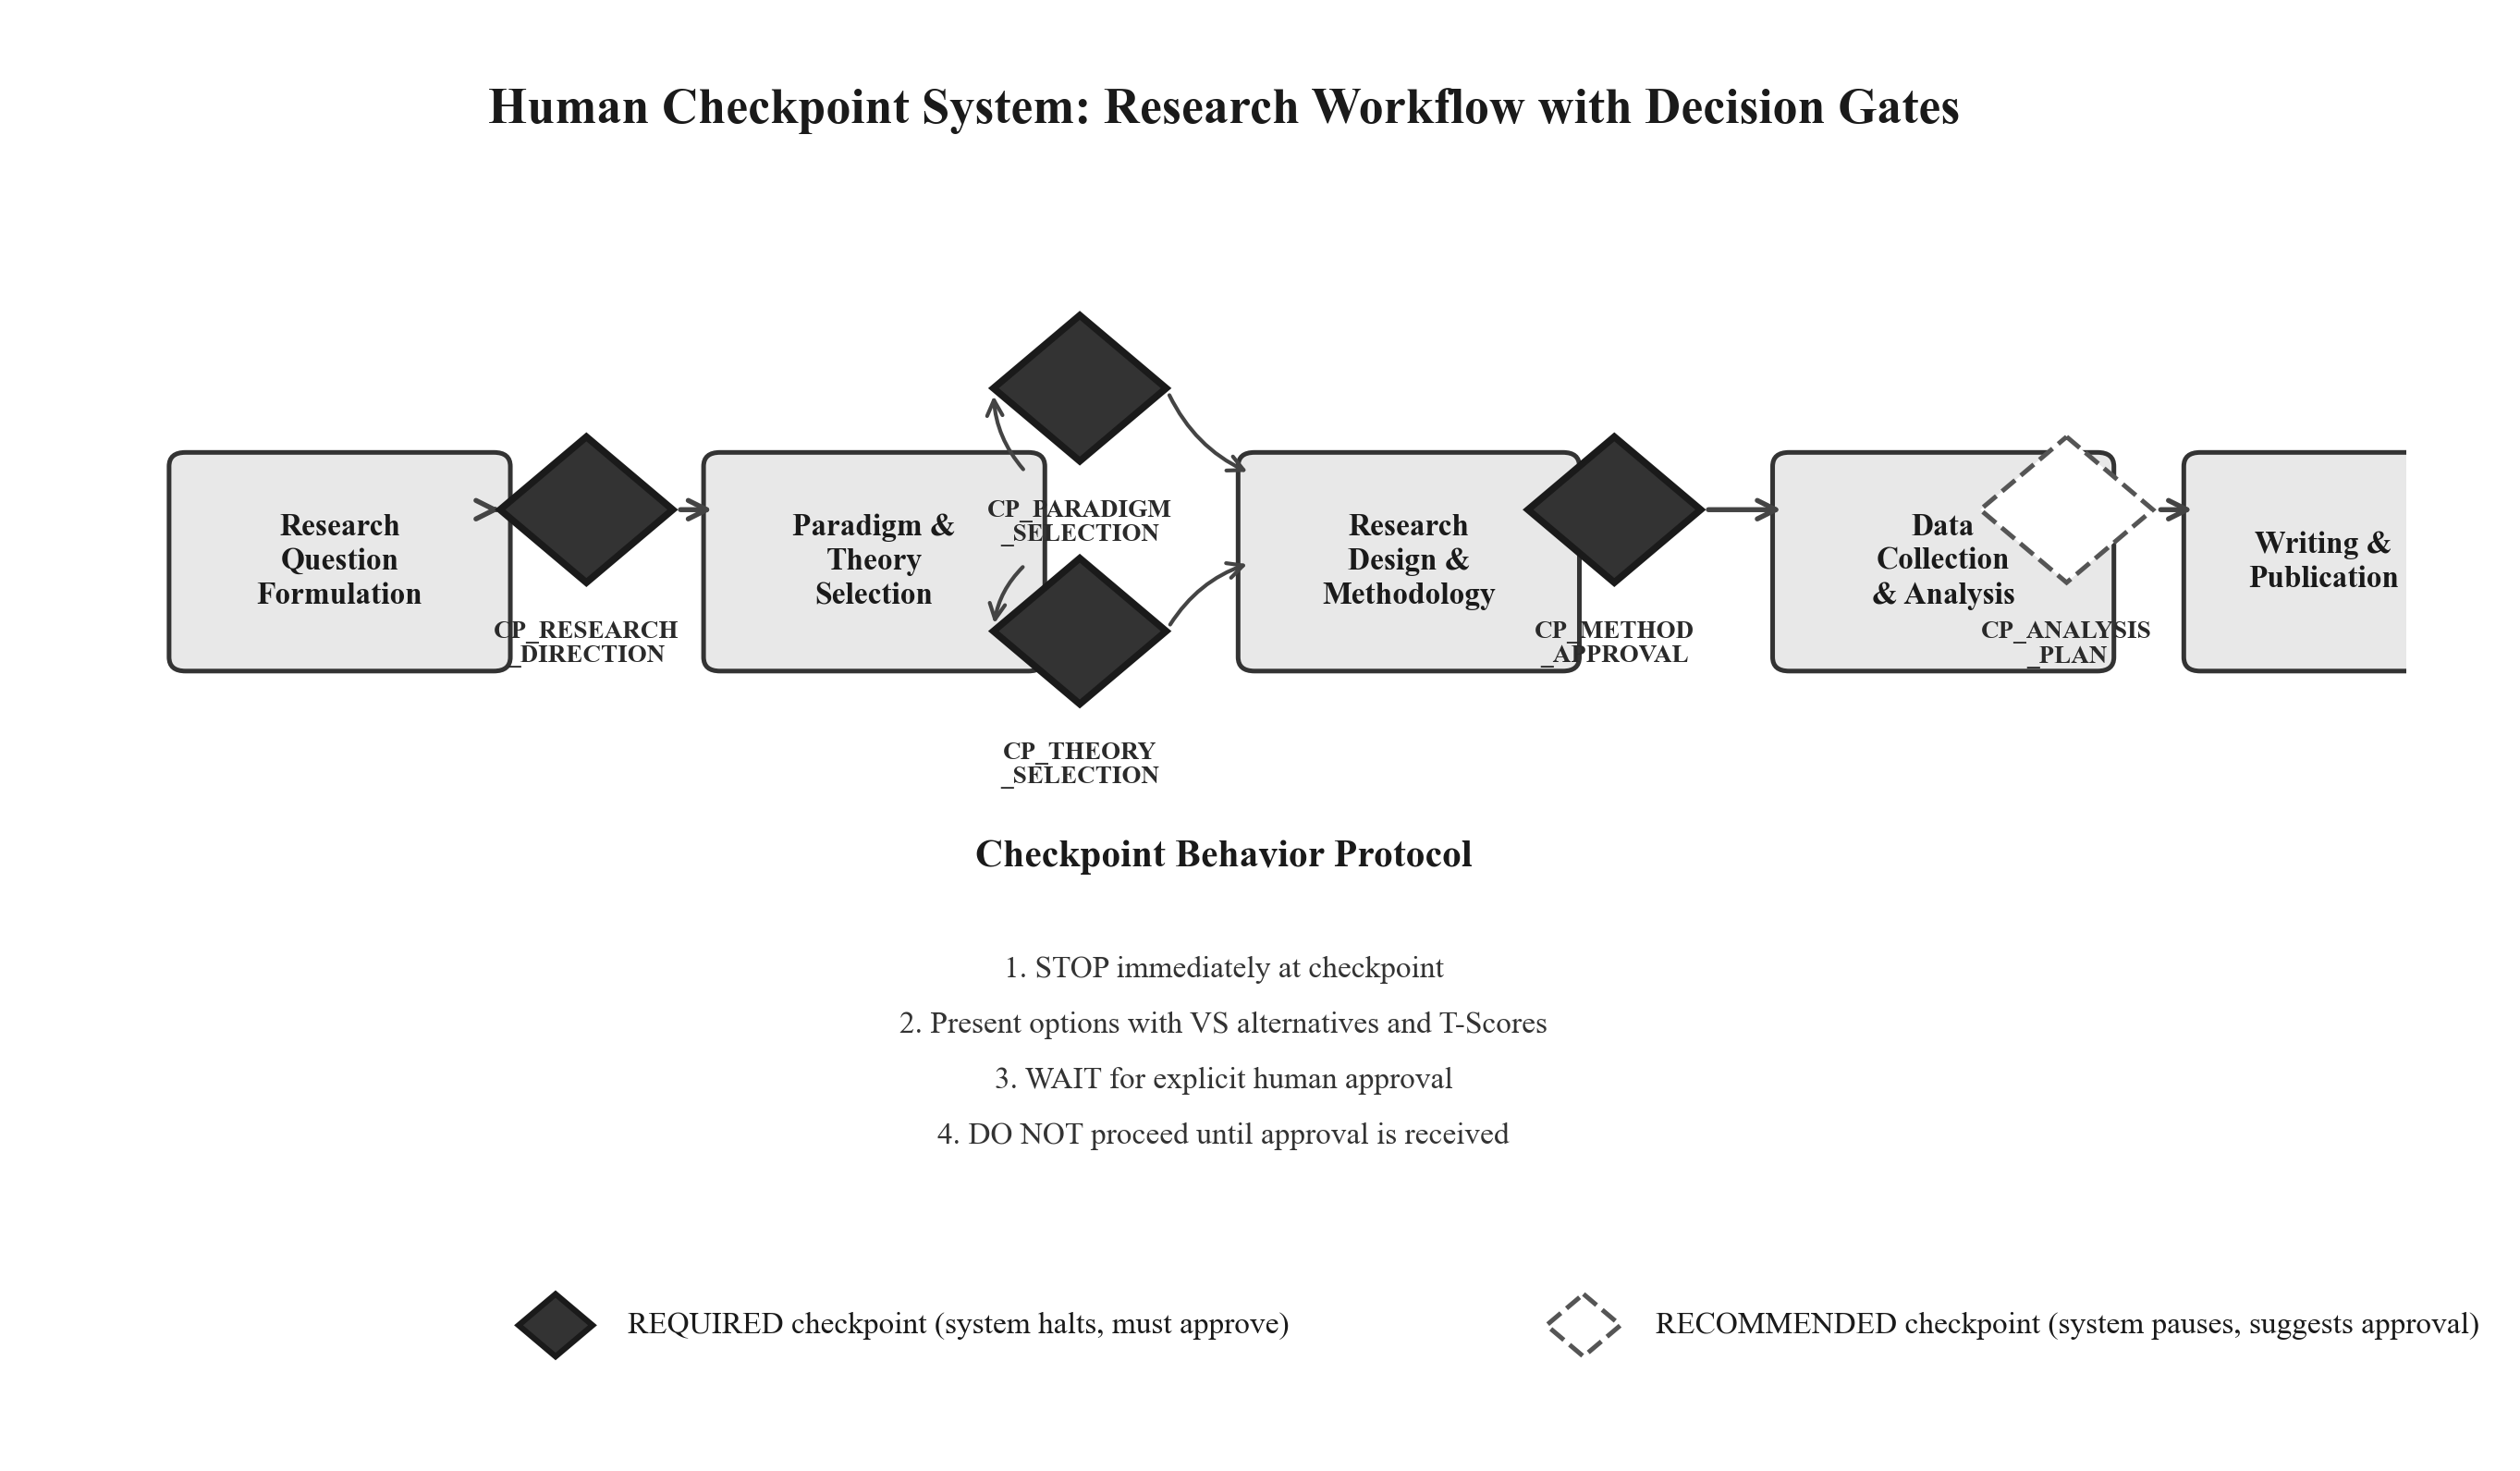 Human Checkpoint System: Research Workflow with Decision Gates
Research
Question
Formulation
CP_RESEARCH
_DIRECTION
Paradigm &
Theory
Selection
CP_PARADIGM
_SELECTION
CP_THEORY
_SELECTION
Research
Design &
Methodology
CP_METHOD
_APPROVAL
Data
Collection
& Analysis
CP_ANALYSIS
_PLAN
Writing &
Publication
Checkpoint Behavior Protocol
1. STOP immediately at checkpoint
2. Present options with VS alternatives and T-Scores
3. WAIT for explicit human approval
4. DO NOT proceed until approval is received
REQUIRED checkpoint (system halts, must approve)
RECOMMENDED checkpoint (system pauses, suggests approval)